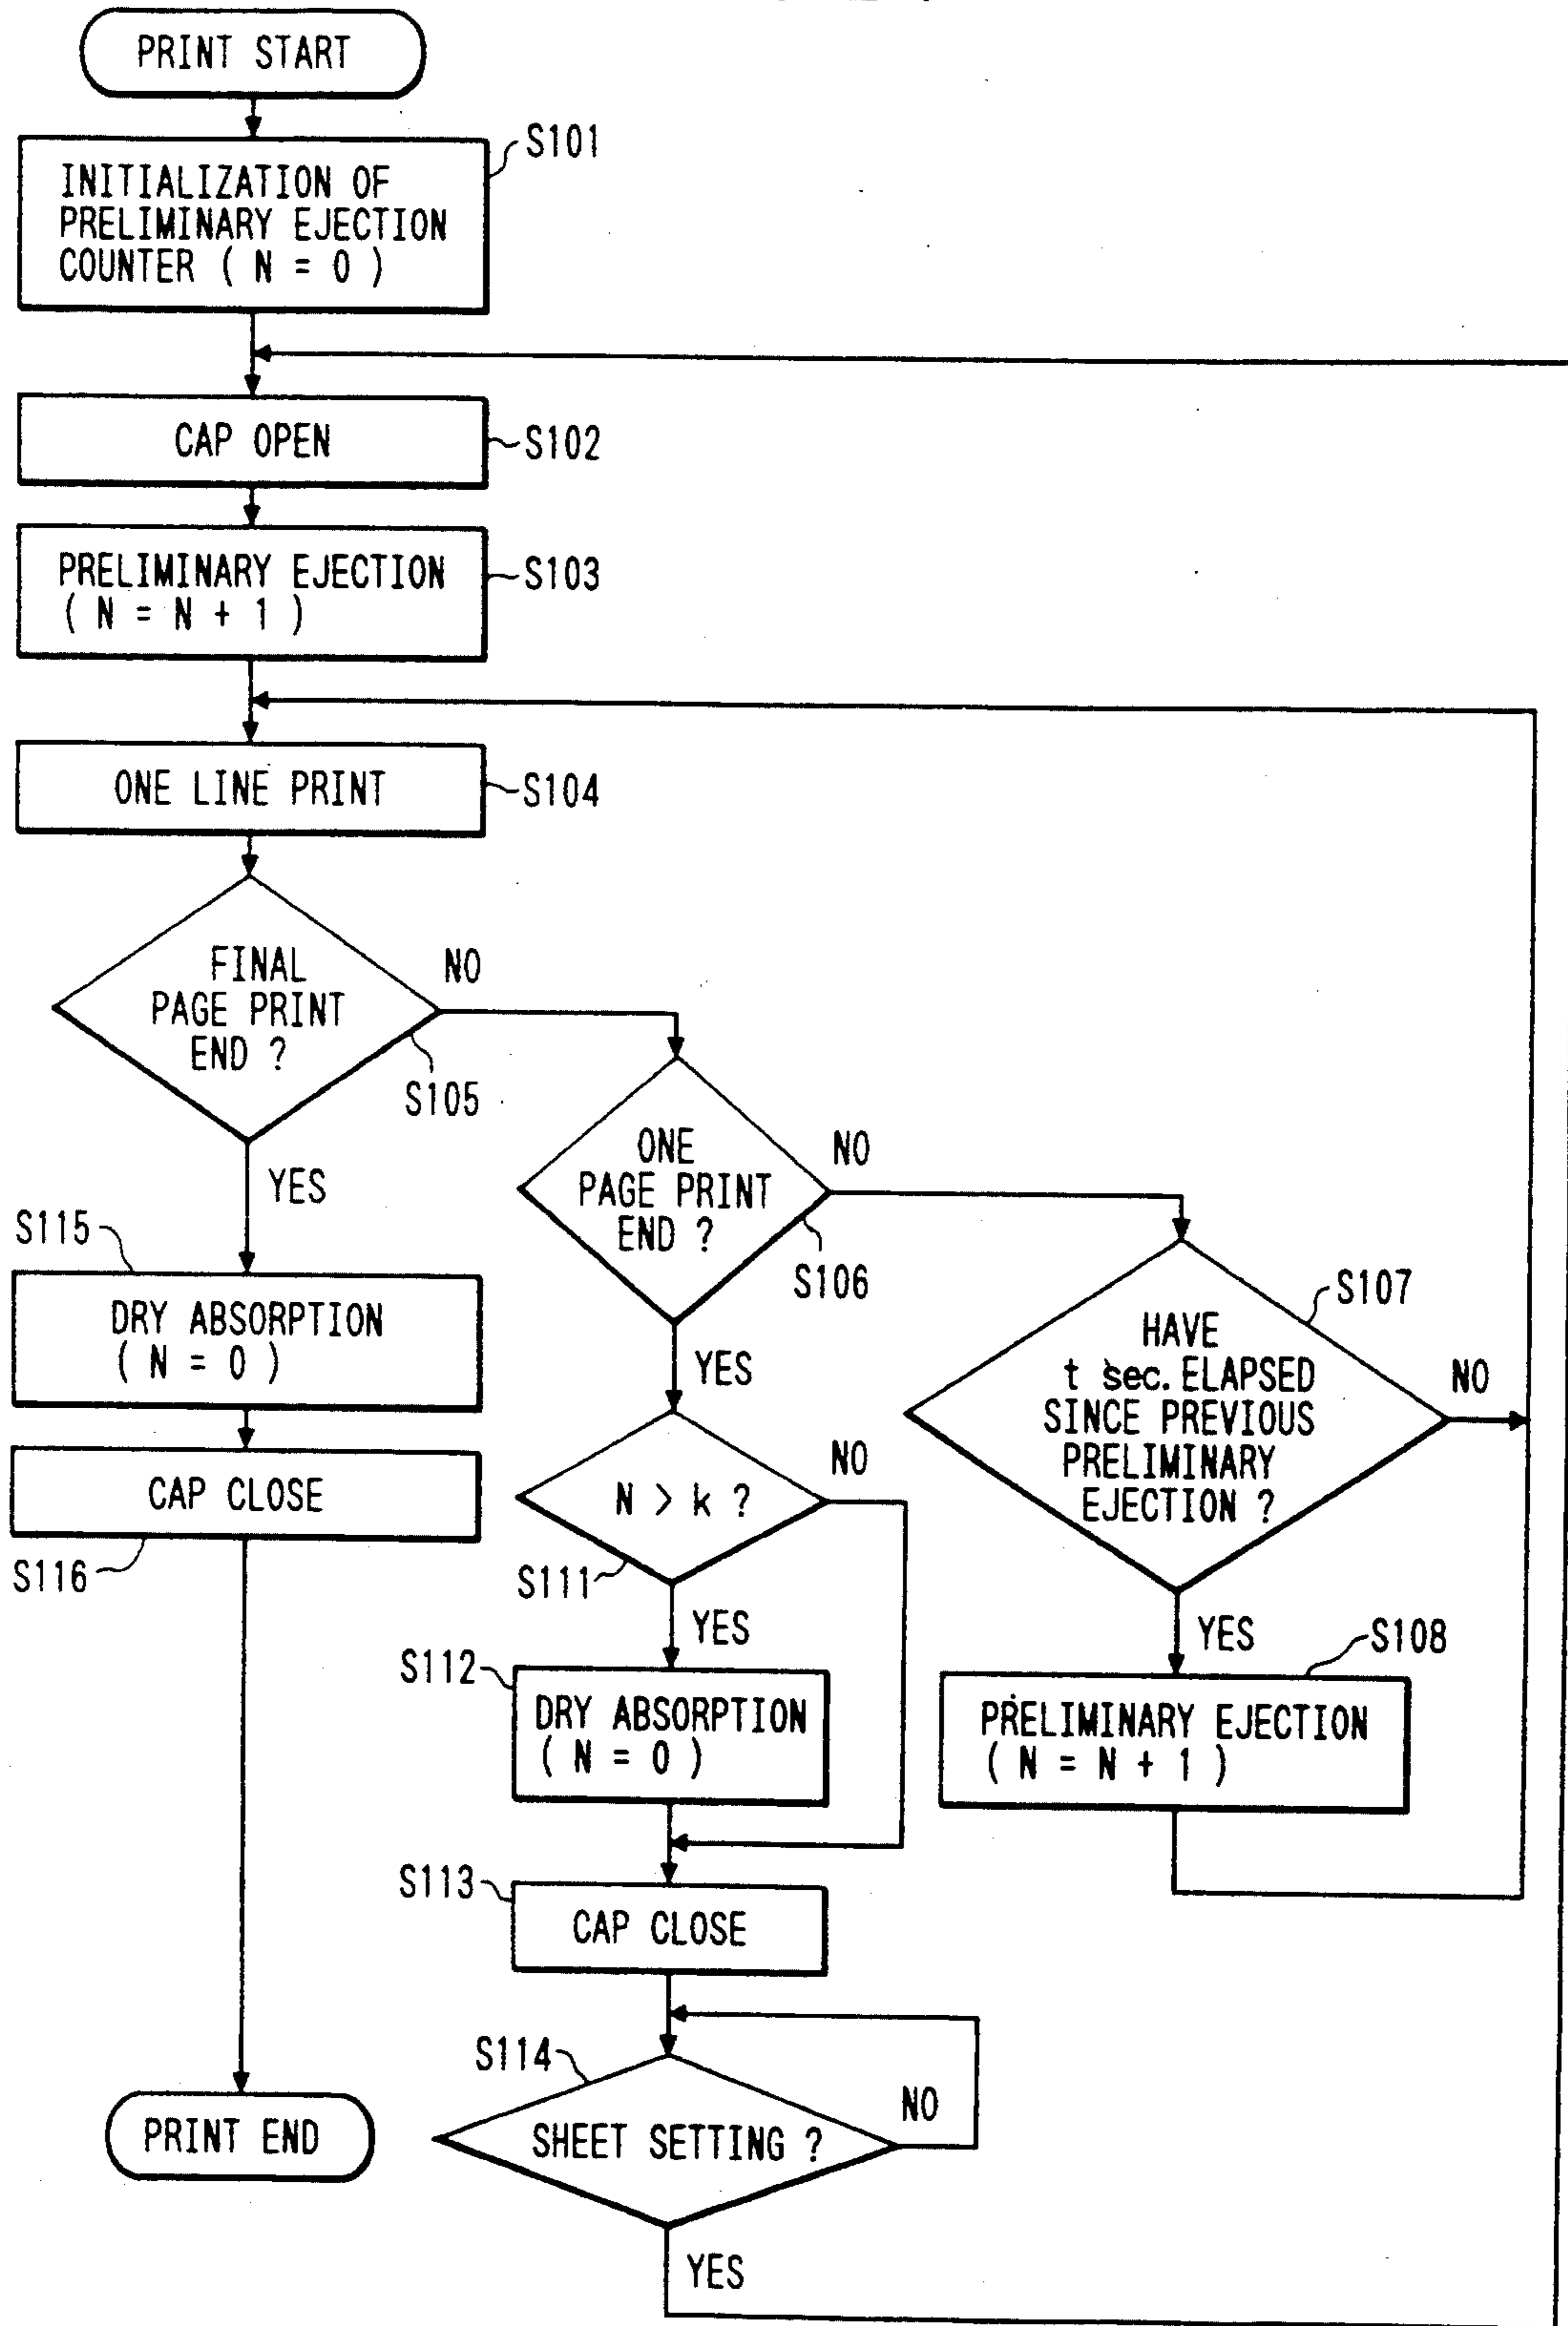 PRINT START
S101
INITIALIZATION OF
PRELIMINARY EJECTION
COUNTER ( N = 0 )
CAP OPEN
S102
PRELIMINARY EJECTION
( N = N + 1 )
S103
ONE LINE PRINT
S104
FINAL
PAGE PRINT
END ?
NO
S105
YES
ONE
PAGE PRINT
END ?
NO
S106
YES
S107
HAVE
t sec. ELAPSED
SINCE PREVIOUS
PRELIMINARY
EJECTION ?
NO
YES
S108
PRELIMINARY EJECTION
( N = N + 1 )
S115
DRY ABSORPTION
( N = 0 )
CAP CLOSE
S116
N > k ?
NO
S111
YES
S112
DRY ABSORPTION
( N = 0 )
S113
CAP CLOSE
S114
SHEET SETTING ?
NO
YES
PRINT END